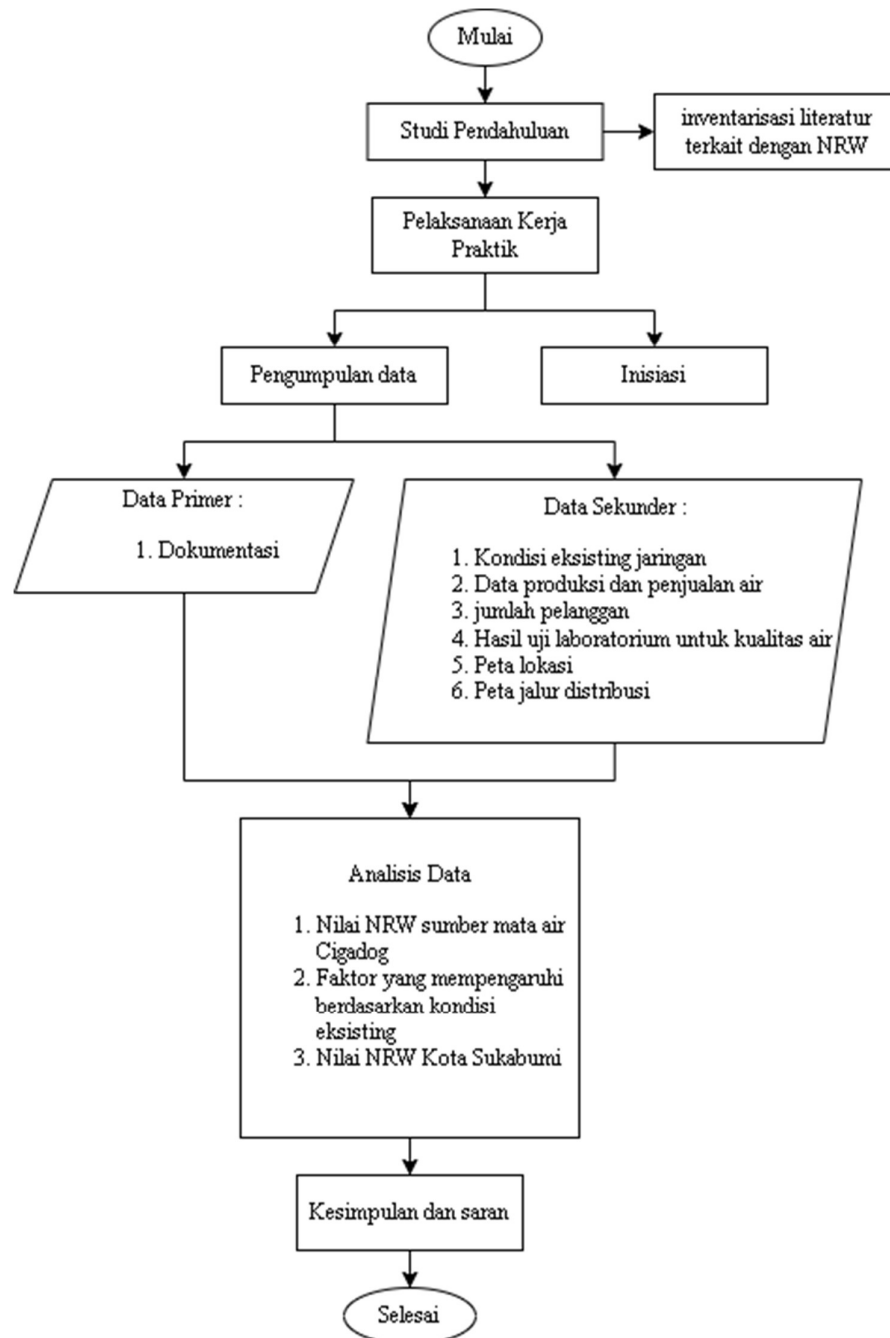 Mulai
Studi Pendahuluan
inventarisasi literatur
terkait dengan NRW
Pelaksanaan Kerja
Praktik
Pengumpulan data
Inisiasi
Data Primer :
1. Dokumentasi
Data Sekunder :
1. Kondisi eksisting jaringan
2. Data produksi dan penjualan air
3. jumlah pelanggan
4. Hasil uji laboratorium untuk kualitas air
5. Peta lokasi
6. Peta jalur distribusi
Analisis Data
1. Nilai NRW sumber mata air
Cigadog
2. Faktor yang mempengaruhi
berdasarkan kondisi
eksisting
3. Nilai NRW Kota Sukabumi
Kesimpulan dan saran
Selesai